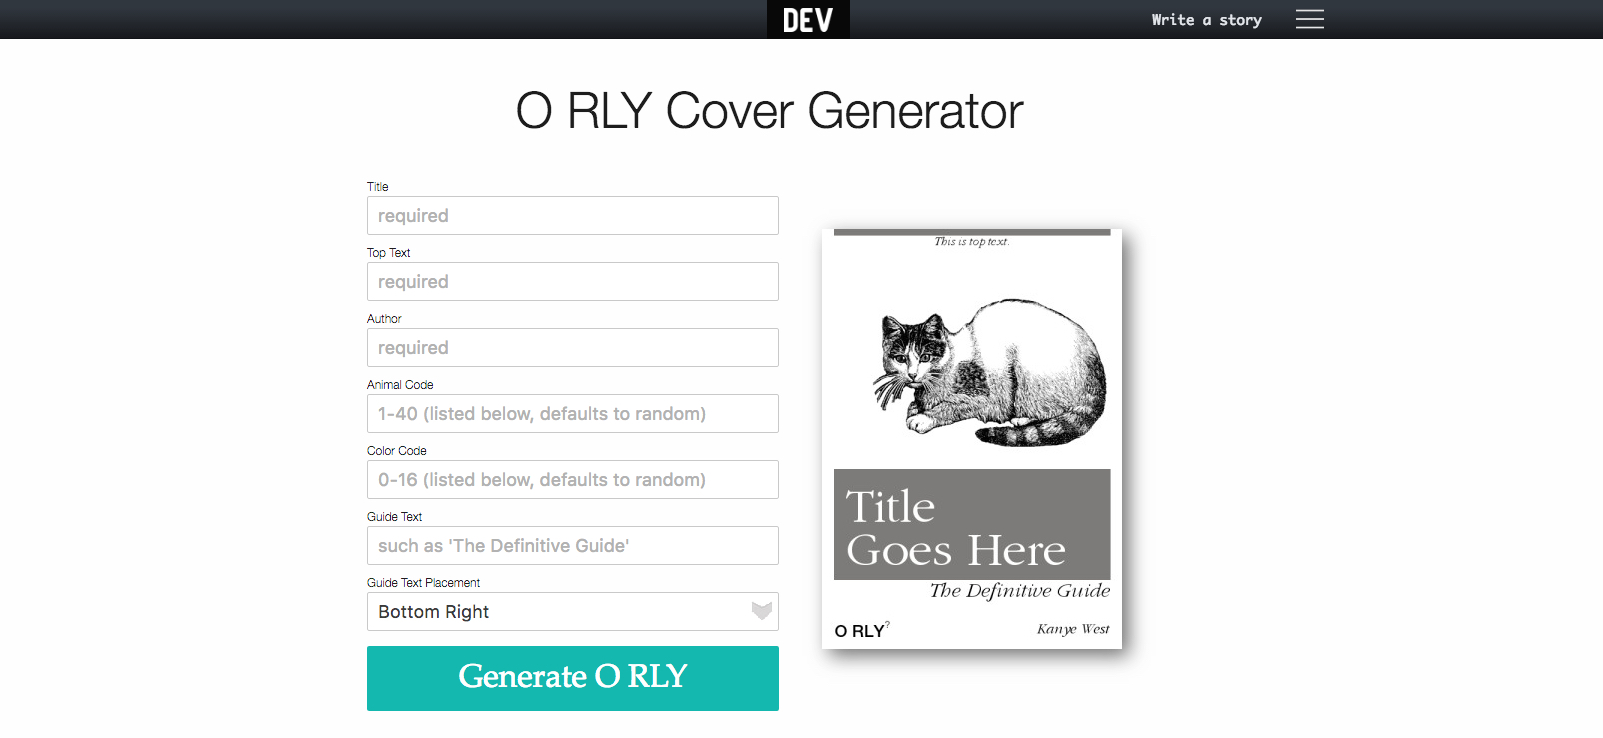 DEV
Write a story
O RLY Cover Generator
Title
required
Top Text
required
Author
required
Animal Code
1-40 (listed below, defaults to random)
Color Code
0-16 (listed below, defaults to random)
Guide Text
such as 'The Definitive Guide'
Guide Text Placement
Bottom Right
Generate O RLY
This is top text.
Title
Goes Here
The Definitive Guide
O RLY?
Kanye West